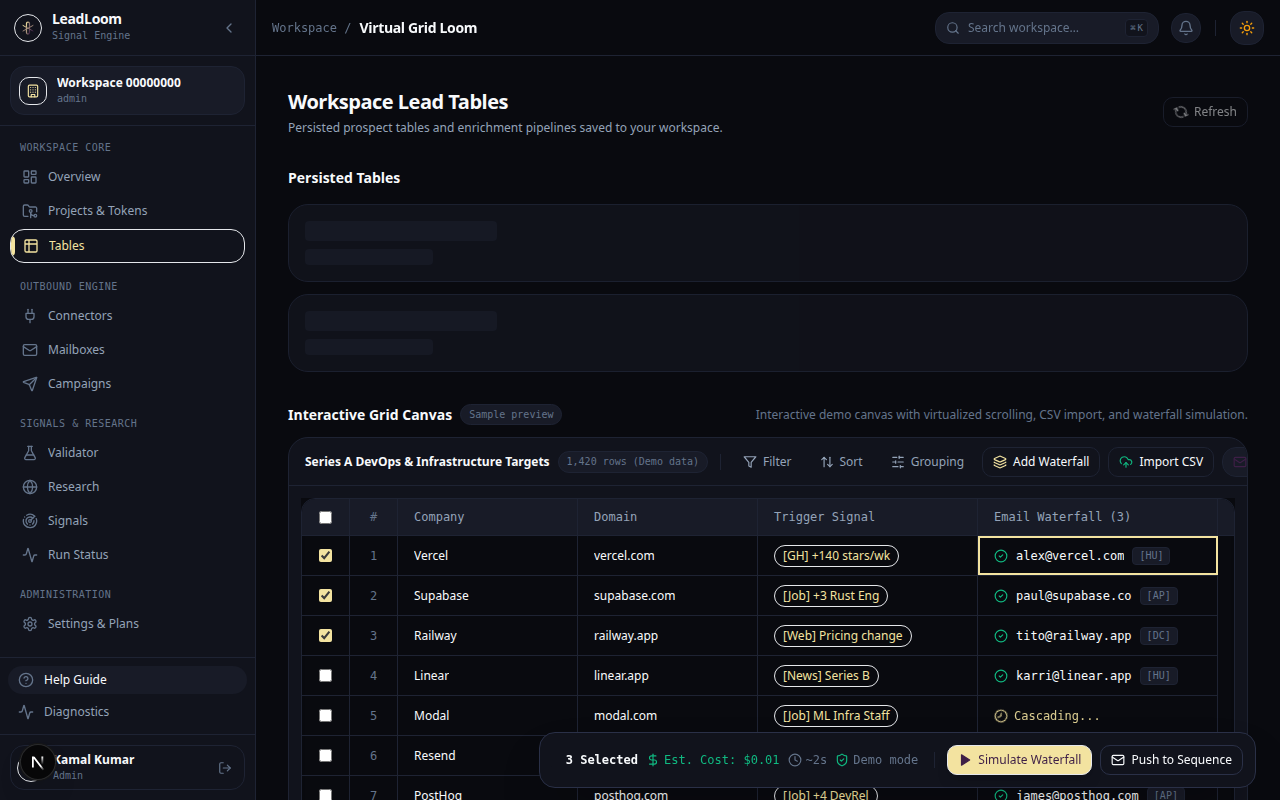 LeadLoom
Signal Engine
Workspace 00000000
admin
WORKSPACE CORE
Overview
Projects & Tokens
Tables
OUTBOUND ENGINE
Connectors
Mailboxes
Campaigns
SIGNALS & RESEARCH
Validator
Research
Signals
Run Status
ADMINISTRATION
Settings & Plans
Help Guide
Diagnostics
N
Kamal Kumar
Admin
Workspace / Virtual Grid Loom
Search workspace... ⌘K
Workspace Lead Tables
Persisted prospect tables and enrichment pipelines saved to your workspace.
Refresh
Persisted Tables
Interactive Grid Canvas Sample preview
Interactive demo canvas with virtualized scrolling, CSV import, and waterfall simulation.
Series A DevOps & Infrastructure Targets 1,420 rows (Demo data) Filter Sort Grouping Add Waterfall Import CSV
# Company Domain Trigger Signal Email Waterfall (3)
1 Vercel vercel.com [GH] +140 stars/wk alex@vercel.com [HU]
2 Supabase supabase.com [Job] +3 Rust Eng paul@supabase.co [AP]
3 Railway railway.app [Web] Pricing change tito@railway.app [DC]
4 Linear linear.app [News] Series B karri@linear.app [HU]
5 Modal modal.com [Job] ML Infra Staff Cascading...
6 Resend
7 PostHog posthog.com [Job] +4 DevRel james@posthog.com [AP]
3 Selected Est. Cost: $0.01 ~2s Demo mode Simulate Waterfall Push to Sequence